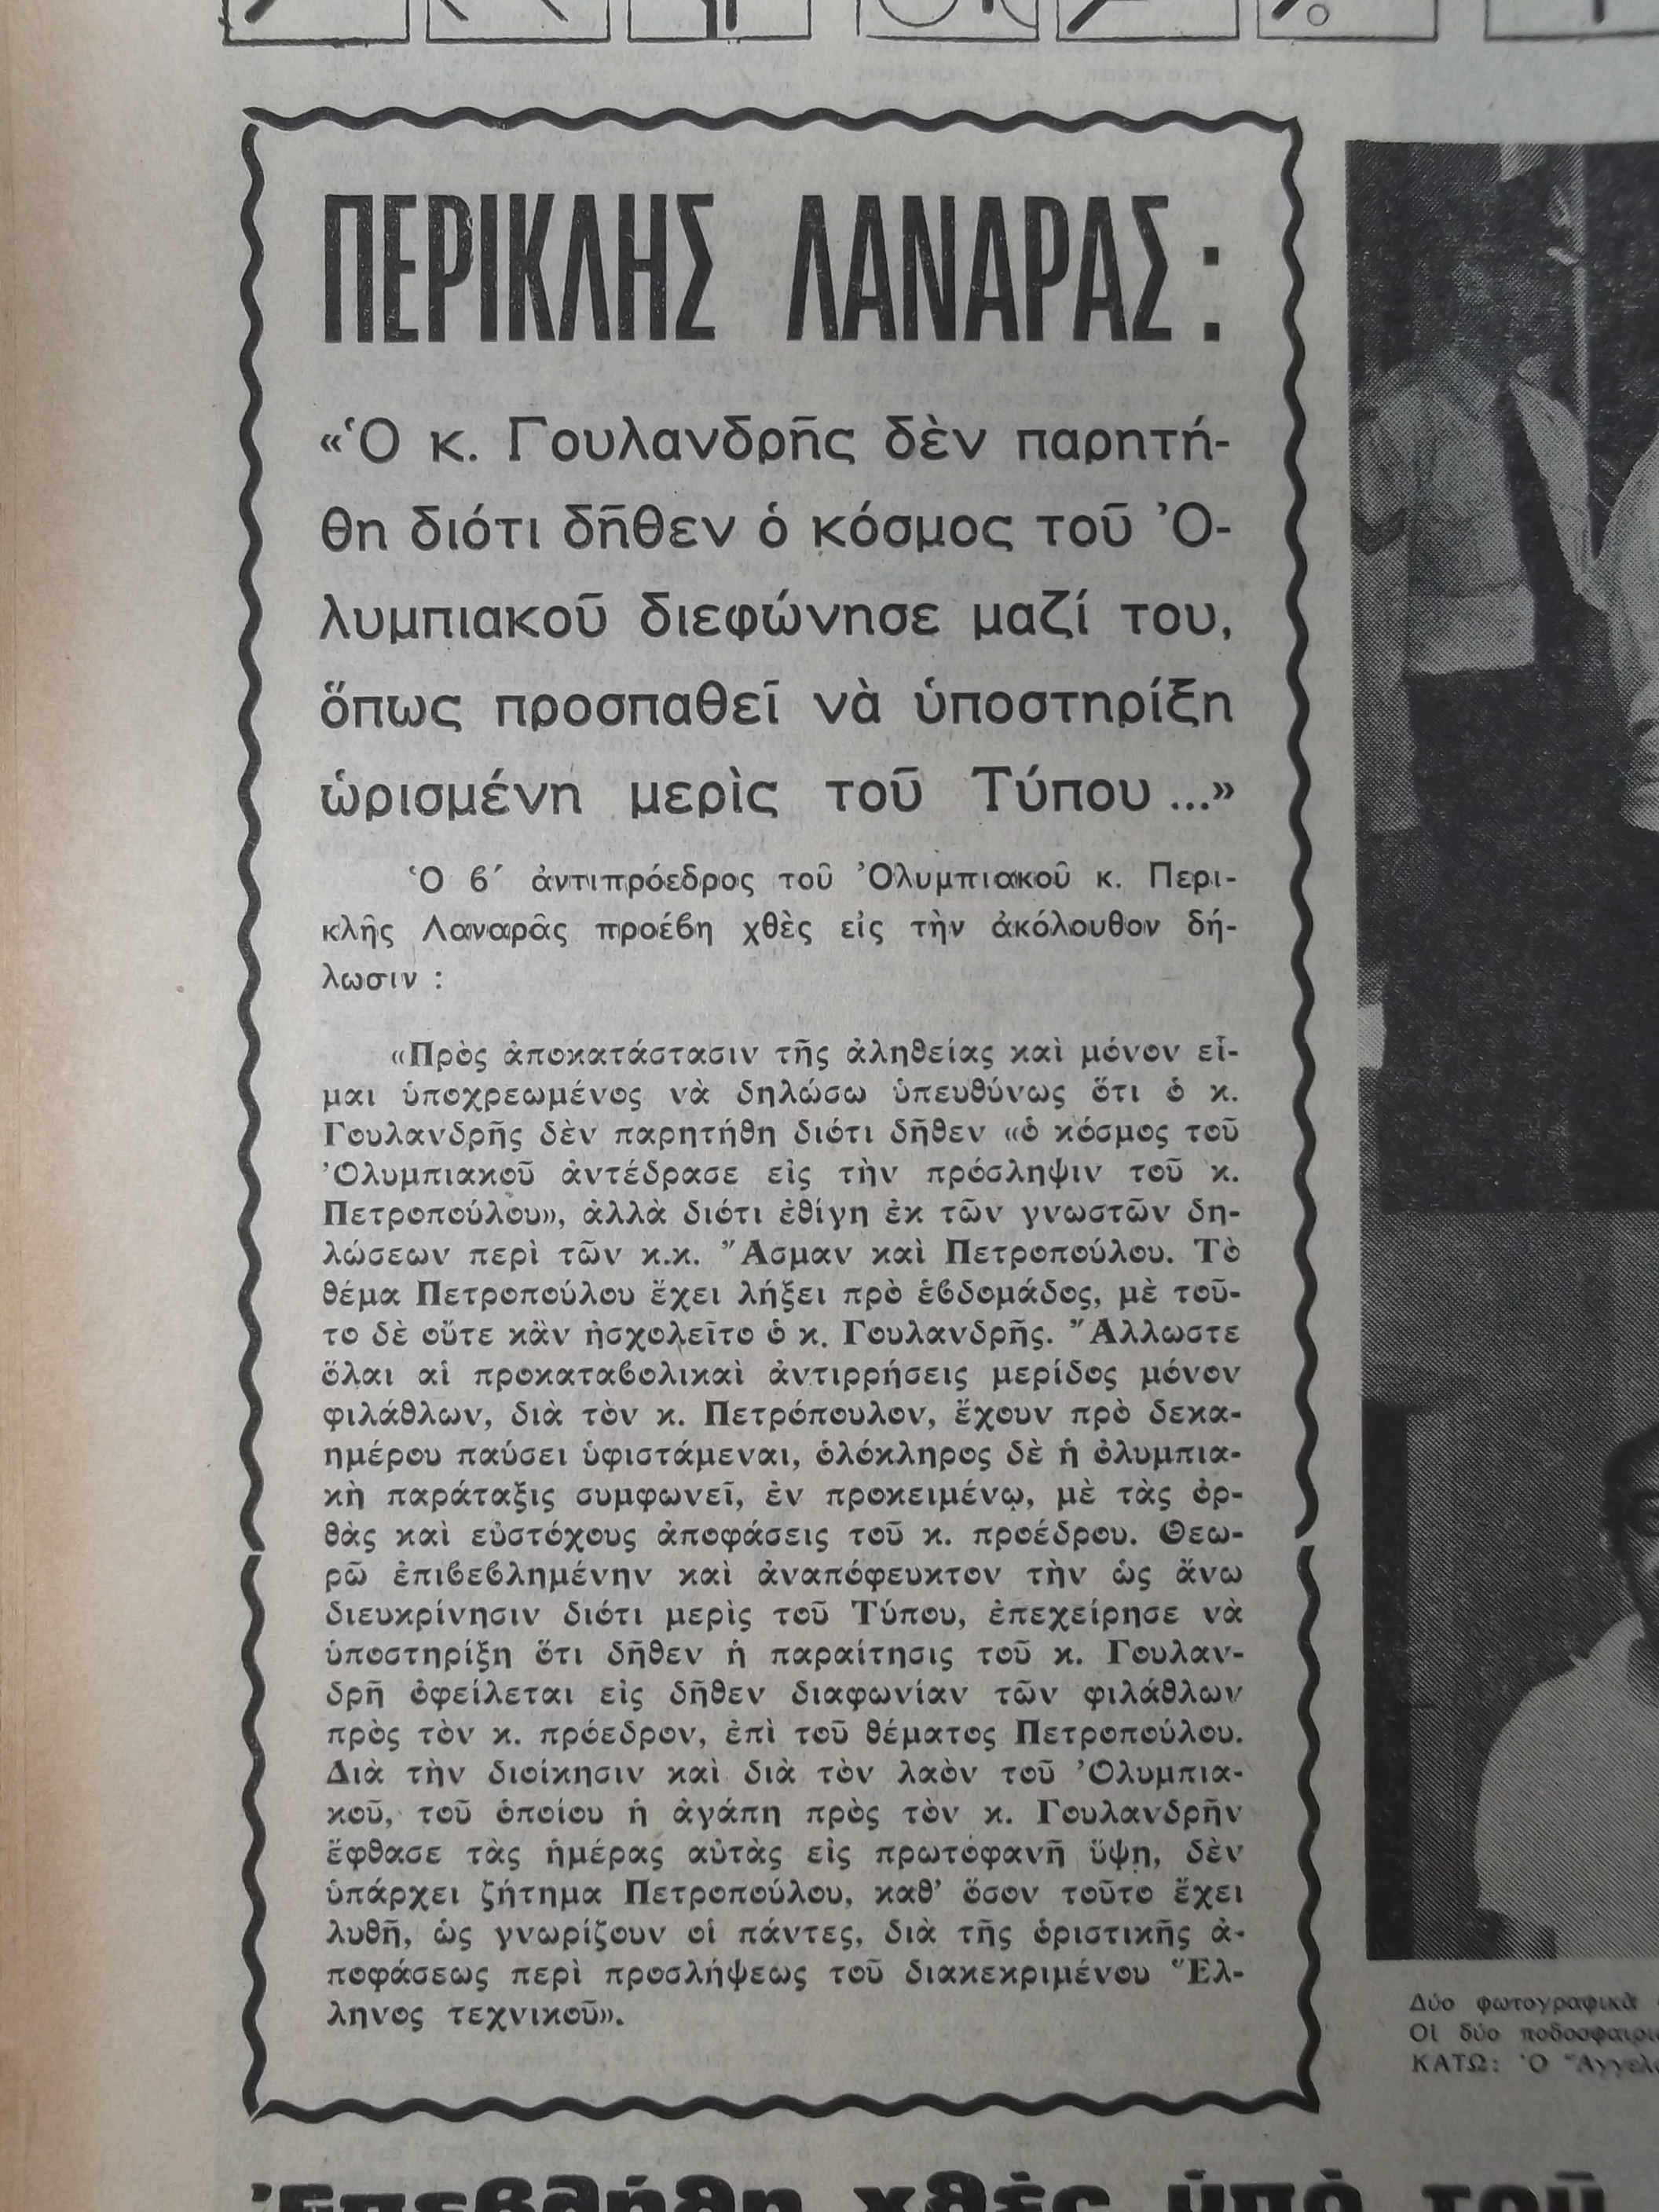 ΠΕΡΙΚΛΗΣ ΛΑΝΑΡΑΣ :
«Ὁ κ. Γουλανδρῆς δὲν παρητή-
θη διότι δῆθεν ὁ κόσμος τοῦ Ὀ-
λυμπιακοῦ διεφώνησε μαζί του,
ὅπως προσπαθεῖ νὰ ὑποστηρίξη
ὡρισμένη μερὶς τοῦ Τύπου ...»
Ὁ β΄ ἀντιπρόεδρος τοῦ Ὀλυμπιακοῦ κ. Περι-
κλῆς Λαναρᾶς προέβη χθὲς εἰς τὴν ἀκόλουθον δή-
λωσιν :
«Πρὸς ἀποκατάστασιν τῆς ἀληθείας καὶ μόνον εἶ-
μαι ὑποχρεωμένος νὰ δηλώσω ὑπευθύνως ὅτι ὁ κ.
Γουλανδρῆς δὲν παρητήθη διότι δῆθεν «ὁ κόσμος τοῦ
Ὀλυμπιακοῦ ἀντέδρασε εἰς τὴν πρόσληψιν τοῦ κ.
Πετροπούλου», ἀλλὰ διότι ἐθίγη ἐκ τῶν γνωστῶν δη-
λώσεων περὶ τῶν κ.κ. Ἄσμαν καὶ Πετροπούλου. Τὸ
θέμα Πετροπούλου ἔχει λήξει πρὸ ἑβδομάδος, μὲ τοῦ-
το δὲ οὔτε κἂν ἠσχολεῖτο ὁ κ. Γουλανδρῆς. Ἄλλωστε
ὅλαι αἱ προκαταβολικαὶ ἀντιρρήσεις μερίδος μόνον
φιλάθλων, διὰ τὸν κ. Πετρόπουλον, ἔχουν πρὸ δεκα-
ημέρου παύσει ὑφιστάμεναι, ὁλόκληρος δὲ ἡ ὀλυμπια-
κὴ παράταξις συμφωνεῖ, ἐν προκειμένῳ, μὲ τὰς ὀρ-
θὰς καὶ εὐστόχους ἀποφάσεις τοῦ κ. προέδρου. Θεω-
ρῶ ἐπιβεβλημένην καὶ ἀναπόφευκτον τὴν ὡς ἄνω
διευκρίνησιν διότι μερὶς τοῦ Τύπου, ἐπεχείρησε νὰ
ὑποστηρίξη ὅτι δῆθεν ἡ παραίτησις τοῦ κ. Γουλαν-
δρῆ ὀφείλεται εἰς δῆθεν διαφωνίαν τῶν φιλάθλων
πρὸς τὸν κ. πρόεδρον, ἐπὶ τοῦ θέματος Πετροπούλου.
Διὰ τὴν διοίκησιν καὶ διὰ τὸν λαὸν τοῦ Ὀλυμπια-
κοῦ, τοῦ ὁποίου ἡ ἀγάπη πρὸς τὸν κ. Γουλανδρῆν
ἔφθασε τὰς ἡμέρας αὐτὰς εἰς πρωτοφανῆ ὕψη, δὲν
ὑπάρχει ζήτημα Πετροπούλου, καθ' ὅσον τοῦτο ἔχει
λυθῆ, ὡς γνωρίζουν οἱ πάντες, διὰ τῆς ὁριστικῆς ἀ-
ποφάσεως περὶ προσλήψεως τοῦ διακεκριμένου Ἕλ-
ληνος τεχνικοῦ».
Δύο φωτογραφικὰ
Οἱ δύο
ΚΑΤΩ: Ὁ
Ἐπεβλήθη χθὲς ὑπὸ τοῦ